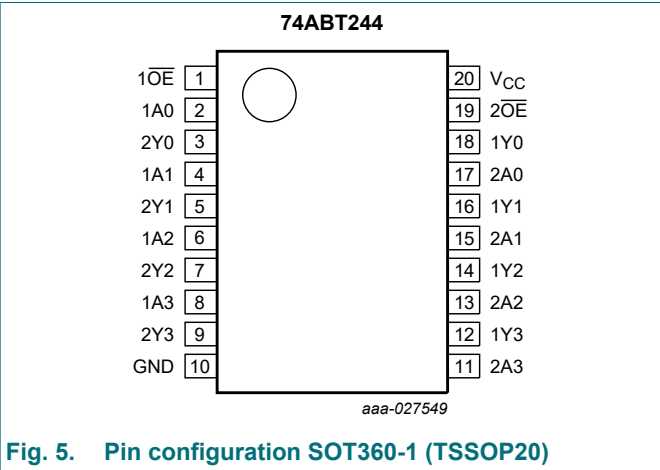 74ABT244
1O̅E̅ 1 20 VCC
1A0 2 19 2O̅E̅
2Y0 3 18 1Y0
1A1 4 17 2A0
2Y1 5 16 1Y1
1A2 6 15 2A1
2Y2 7 14 1Y2
1A3 8 13 2A2
2Y3 9 12 1Y3
GND 10 11 2A3
aaa-027549
Fig. 5. Pin configuration SOT360-1 (TSSOP20)